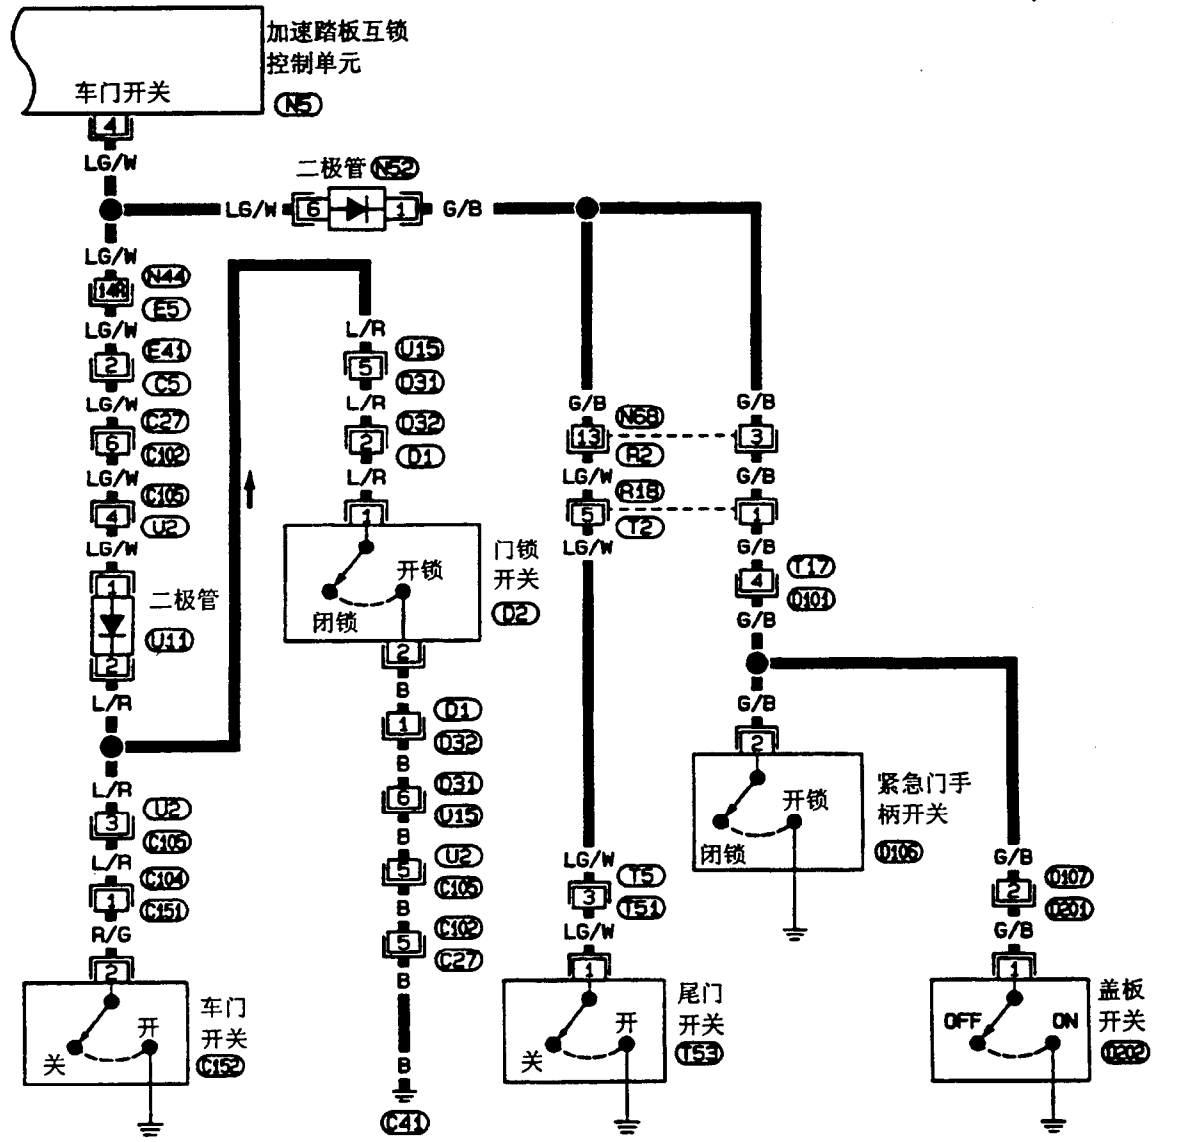 加速踏板互锁
控制单元
车门开关
N5
4
LG/W
二极管 N52
LG/W 6 1 G/B
LG/W
14R
N44
E5
LG/W
2
E41
C5
LG/W
6
C27
C102
LG/W
4
C105
U2
LG/W
1
二极管
U11
2
L/R
L/R
3
U2
C105
L/R
1
C104
C151
R/G
2
车门
开关
C152
开
关
L/R
5
U15
D31
L/R
2
D32
D1
L/R
1
门锁
开关
D2
开锁
闭锁
2
B
1
D1
D32
B
6
D31
U15
B
5
U2
C105
B
5
C102
C27
B
B
C41
G/B
13
N68
R2
LG/W
5
R18
T2
LG/W
LG/W
3
T5
T51
LG/W
1
尾门
开关
T53
开
关
G/B
3
G/B
1
G/B
4
T17
D101
G/B
G/B
2
紧急门手
柄开关
D106
开锁
闭锁
G/B
2
D107
D201
G/B
1
盖板
开关
D202
OFF ON